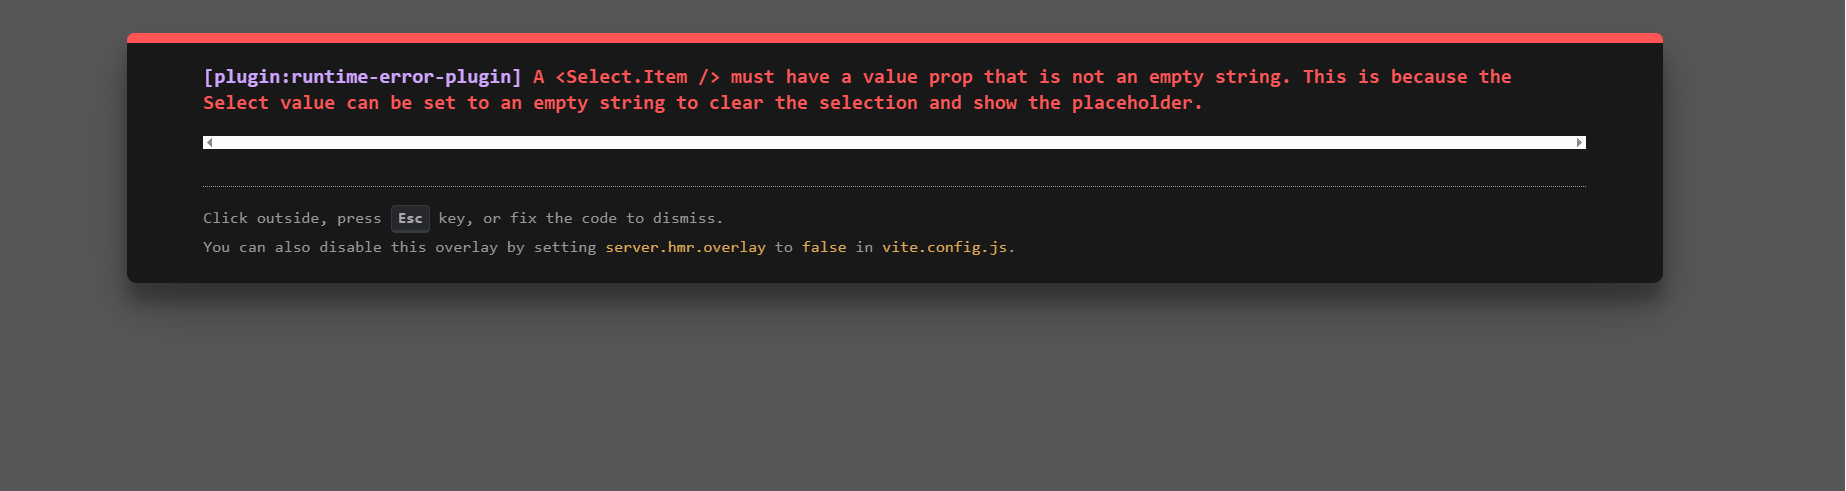 [plugin:runtime-error-plugin] A <Select.Item /> must have a value prop that is not an empty string. This is because the
Select value can be set to an empty string to clear the selection and show the placeholder.
Click outside, press Esc key, or fix the code to dismiss.
You can also disable this overlay by setting server.hmr.overlay to false in vite.config.js.